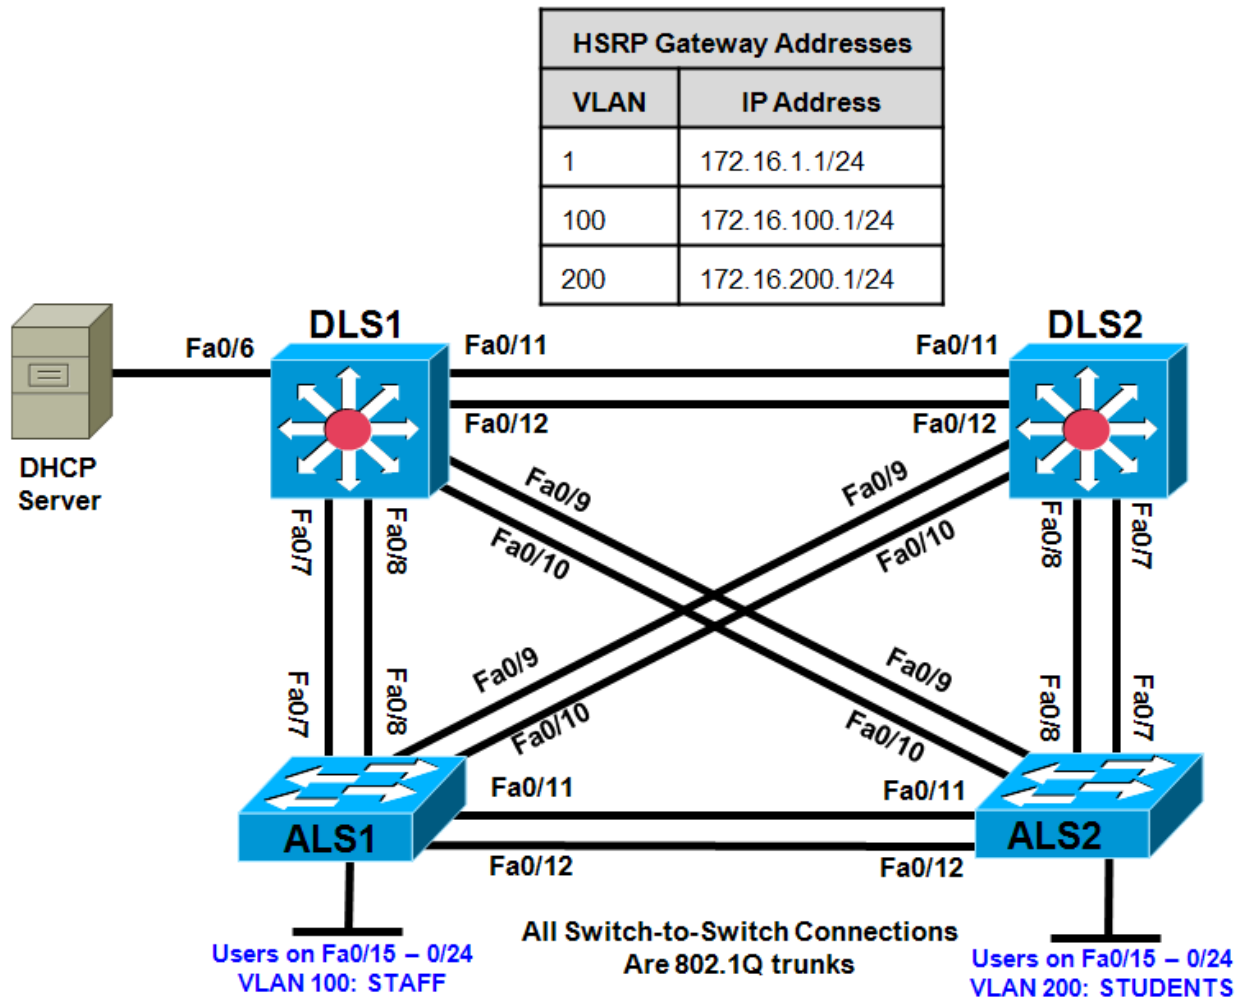 HSRP Gateway Addresses
VLAN IP Address
1 172.16.1.1/24
100 172.16.100.1/24
200 172.16.200.1/24
DLS1
DLS2
Fa0/6
Fa0/11
Fa0/11
Fa0/12
Fa0/12
DHCP
Server
Fa0/7
Fa0/8
Fa0/9
Fa0/10
Fa0/9
Fa0/10
Fa0/8
Fa0/7
Fa0/7
Fa0/8
Fa0/9
Fa0/10
Fa0/9
Fa0/10
Fa0/8
Fa0/7
Fa0/11
Fa0/11
ALS1
ALS2
Fa0/12
Fa0/12
All Switch-to-Switch Connections
Are 802.1Q trunks
Users on Fa0/15 – 0/24
VLAN 100: STAFF
Users on Fa0/15 – 0/24
VLAN 200: STUDENTS